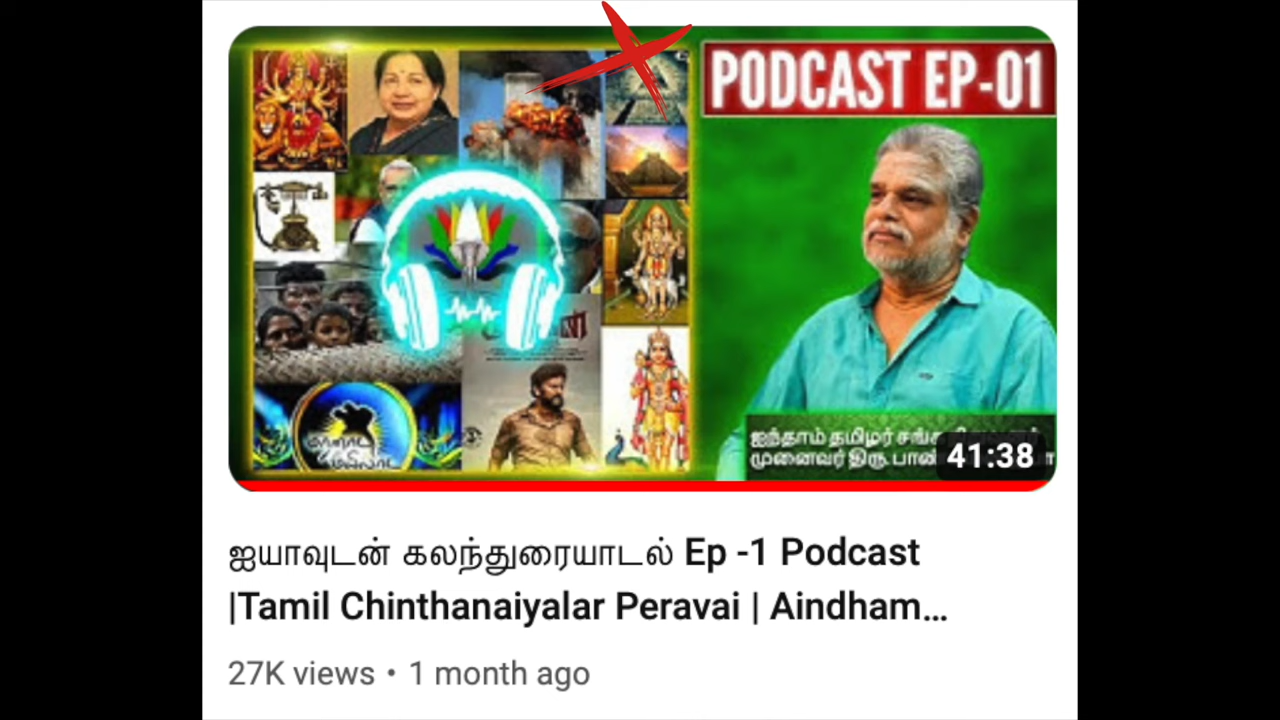 PODCAST EP-01
ஐந்தாம் தமிழர்
முனைவர் திரு.
41:38
ஐயாவுடன் கலந்துரையாடல் Ep -1 Podcast
|Tamil Chinthanaiyalar Peravai | Aindham...
27K views • 1 month ago